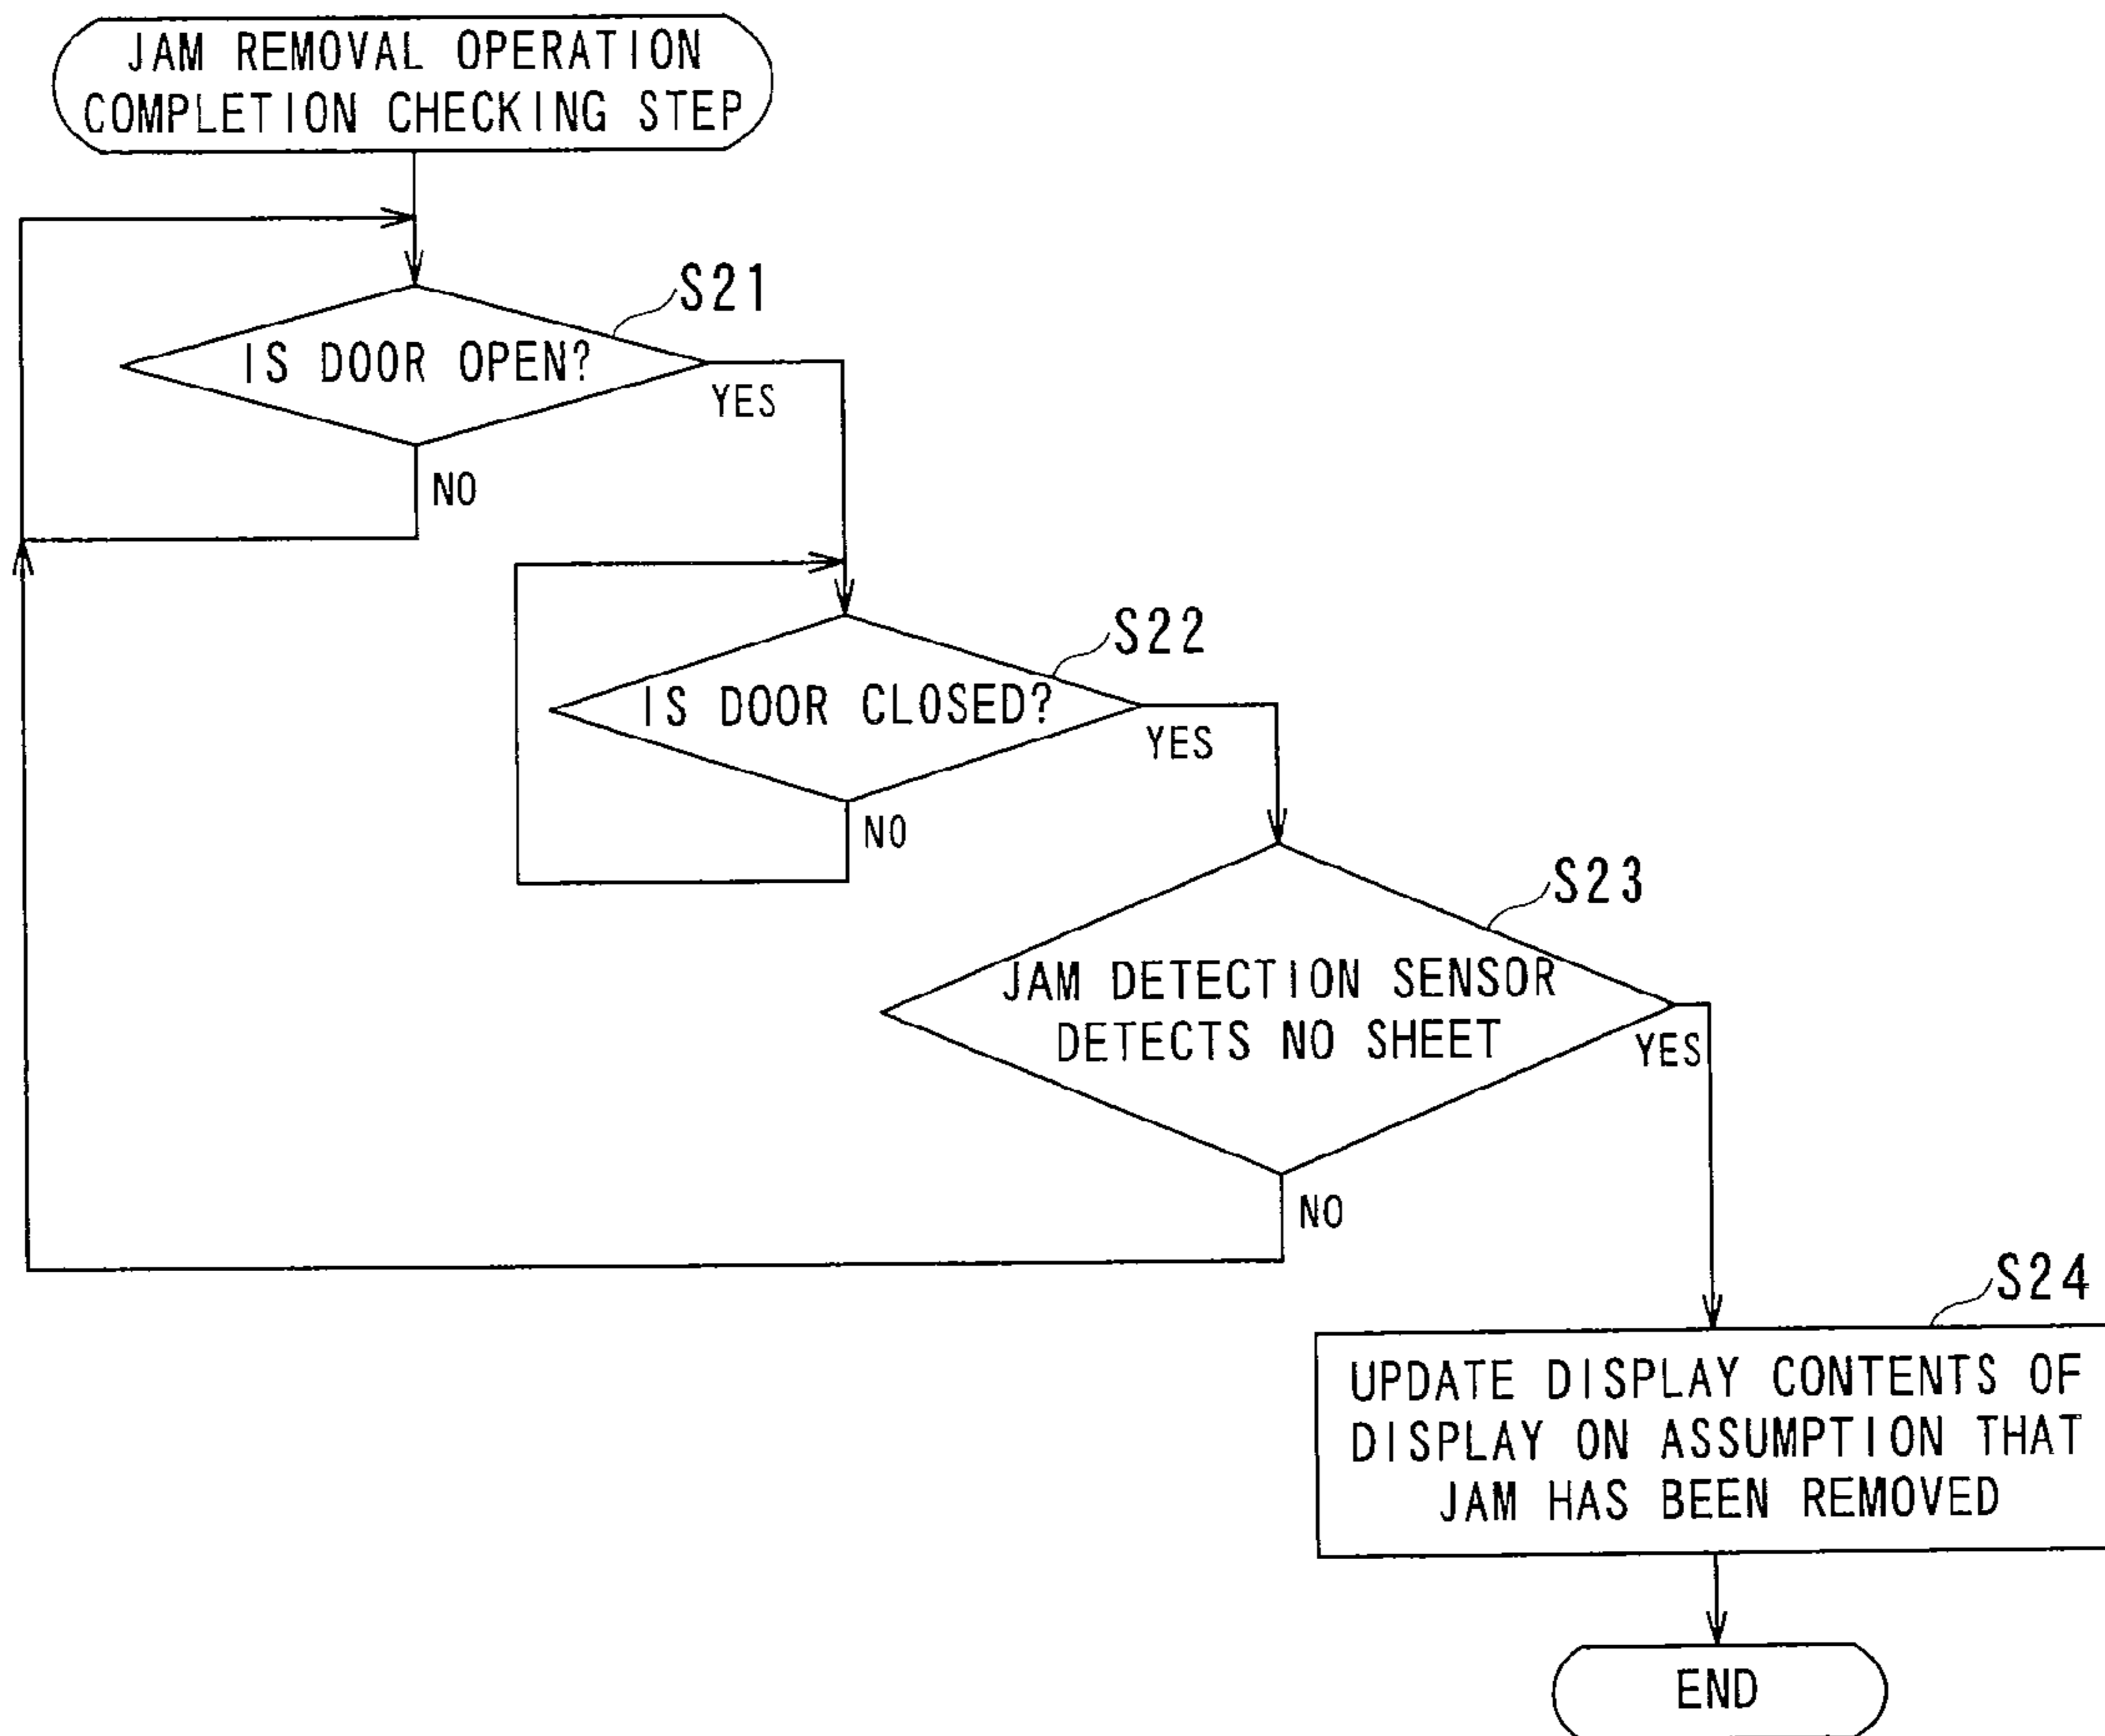 JAM REMOVAL OPERATION
COMPLETION CHECKING STEP
S21
IS DOOR OPEN?
YES
NO
S22
IS DOOR CLOSED?
YES
NO
S23
JAM DETECTION SENSOR
DETECTS NO SHEET
YES
NO
S24
UPDATE DISPLAY CONTENTS OF
DISPLAY ON ASSUMPTION THAT
JAM HAS BEEN REMOVED
END